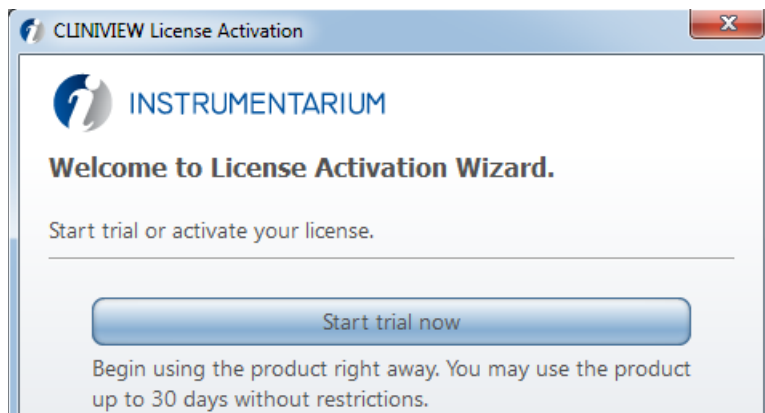 CLINIVIEW License Activation
INSTRUMENTARIUM
Welcome to License Activation Wizard.
Start trial or activate your license.
Start trial now
Begin using the product right away. You may use the product
up to 30 days without restrictions.